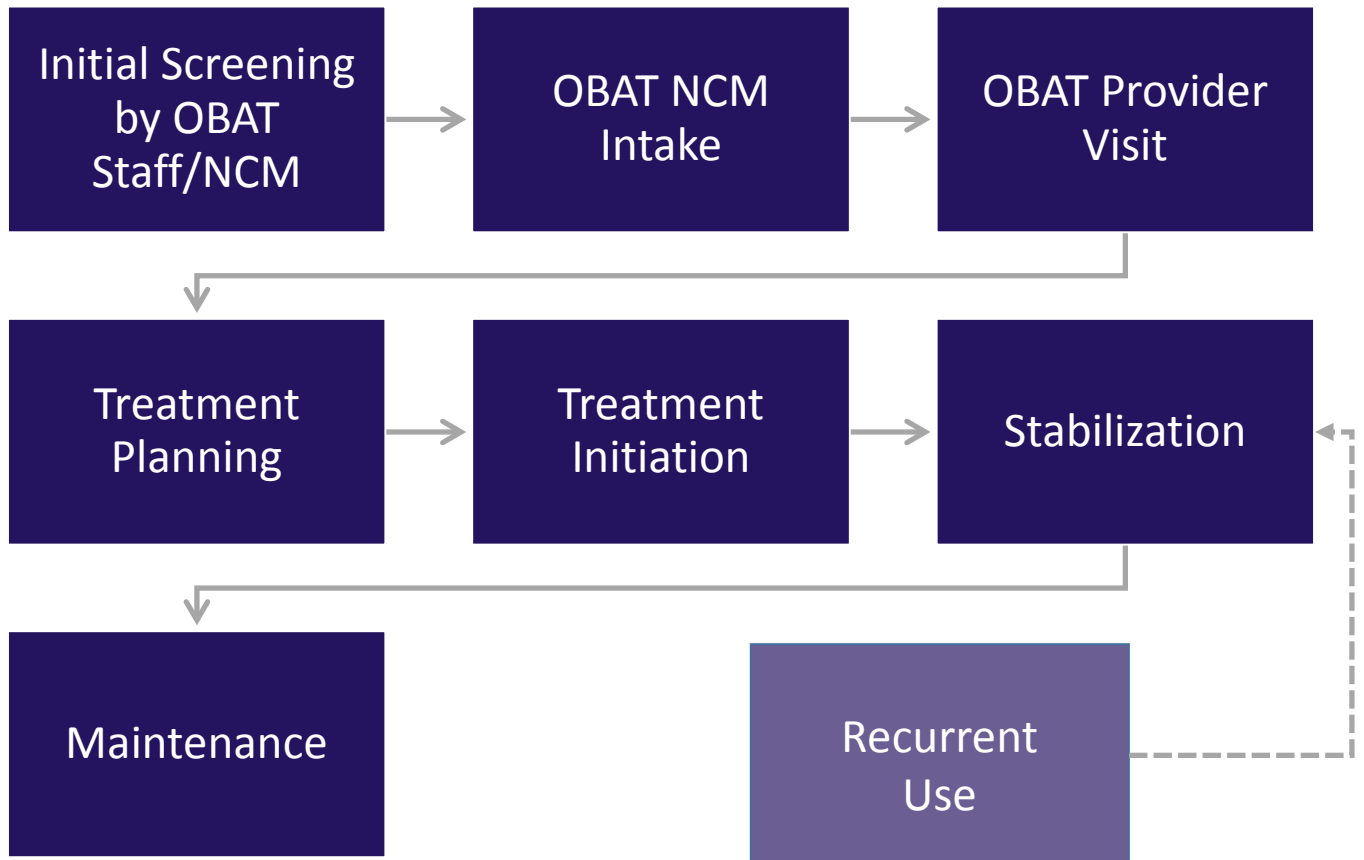 Initial Screening
by OBAT
Staff/NCM
OBAT NCM
Intake
OBAT Provider
Visit
Treatment
Planning
Treatment
Initiation
Stabilization
Maintenance
Recurrent
Use